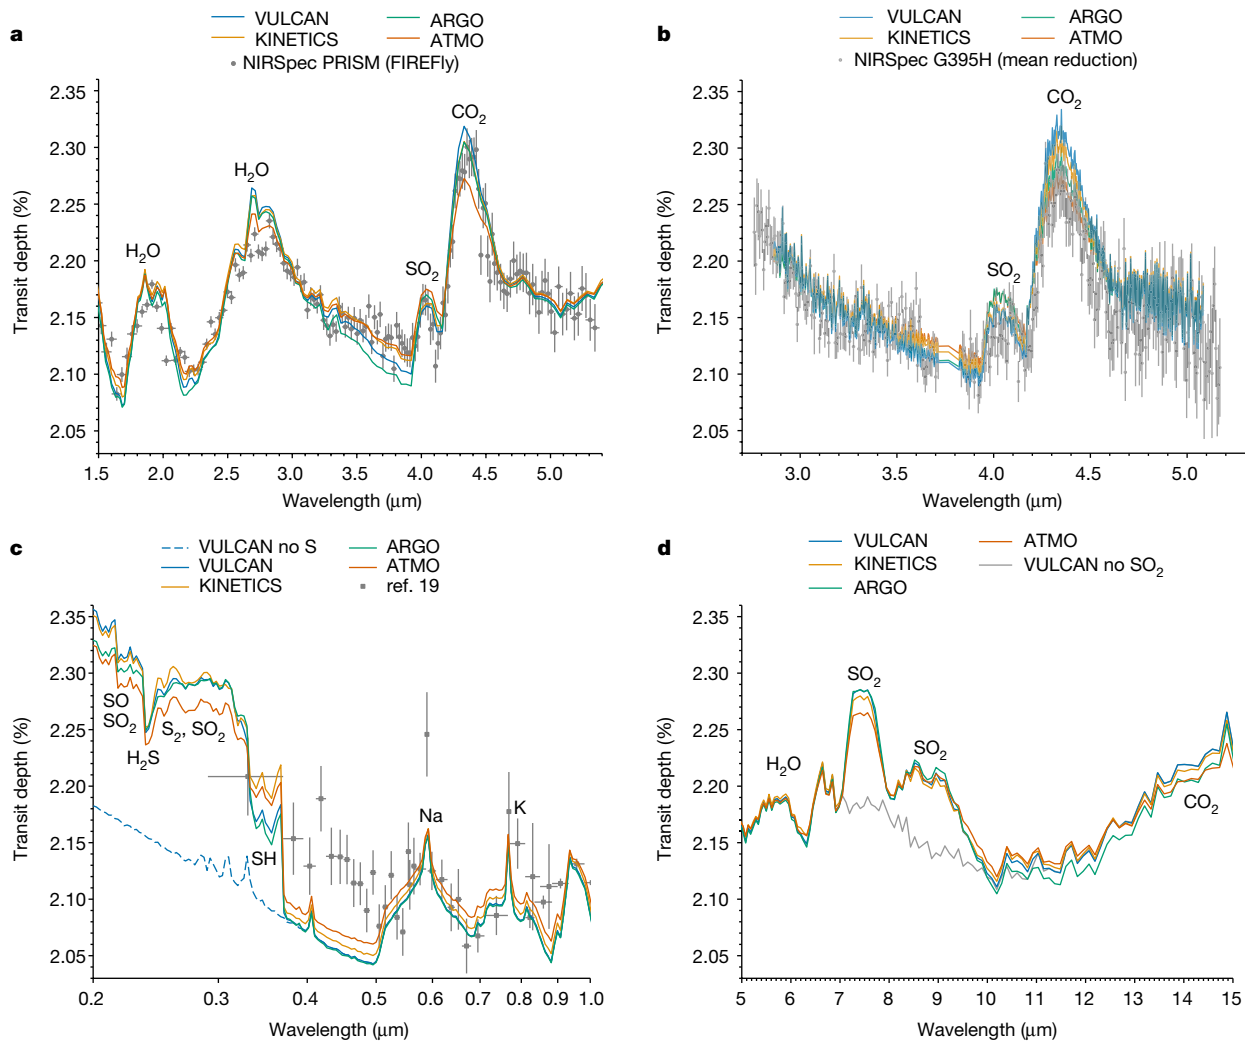 a
VULCAN
ARGO
KINETICS
ATMO
NIRSpec PRISM (FIREFly)
2.35
2.30
2.25
2.20
2.15
2.10
2.05
Transit depth (%)
H₂O
H₂O
SO₂
CO₂
1.5 2.0 2.5 3.0 3.5 4.0 4.5 5.0
Wavelength (μm)
b
VULCAN
ARGO
KINETICS
ATMO
NIRSpec G395H (mean reduction)
2.35
2.30
2.25
2.20
2.15
2.10
2.05
Transit depth (%)
SO₂
CO₂
3.0 3.5 4.0 4.5 5.0
Wavelength (μm)
c
VULCAN no S
ARGO
VULCAN
ATMO
KINETICS
ref. 19
2.35
2.30
2.25
2.20
2.15
2.10
2.05
Transit depth (%)
SO
SO₂
H₂S
S₂, SO₂
SH
Na
K
0.2 0.3 0.4 0.5 0.6 0.7 0.8 0.9 1.0
Wavelength (μm)
d
VULCAN
ATMO
KINETICS
VULCAN no SO₂
ARGO
2.35
2.30
2.25
2.20
2.15
2.10
2.05
Transit depth (%)
H₂O
SO₂
SO₂
CO₂
5 6 7 8 9 10 11 12 13 14 15
Wavelength (μm)